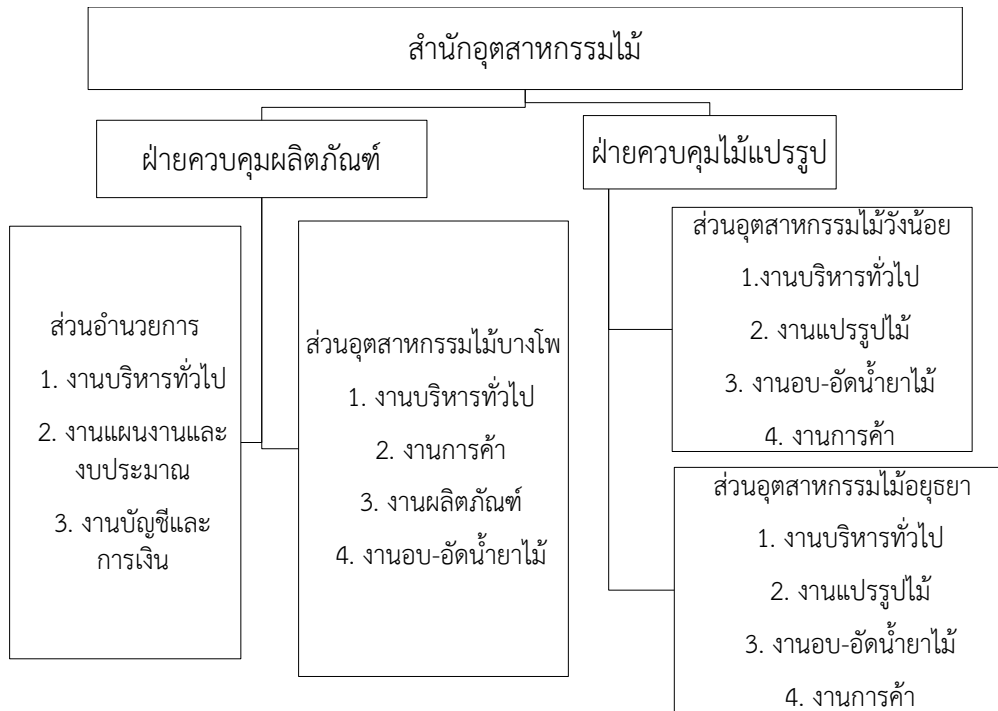 สำนักอุตสาหกรรมไม้
ฝ่ายควบคุมผลิตภัณฑ์
ฝ่ายควบคุมไม้แปรรูป
ส่วนอำนวยการ
1. งานบริหารทั่วไป
2. งานแผนงานและ
งบประมาณ
3. งานบัญชีและ
การเงิน
ส่วนอุตสาหกรรมไม้บางโพ
1. งานบริหารทั่วไป
2. งานการค้า
3. งานผลิตภัณฑ์
4. งานอบ-อัดน้ำยาไม้
ส่วนอุตสาหกรรมไม้วังน้อย
1.งานบริหารทั่วไป
2. งานแปรรูปไม้
3. งานอบ-อัดน้ำยาไม้
4. งานการค้า
ส่วนอุตสาหกรรมไม้อยุธยา
1. งานบริหารทั่วไป
2. งานแปรรูปไม้
3. งานอบ-อัดน้ำยาไม้
4. งานการค้า